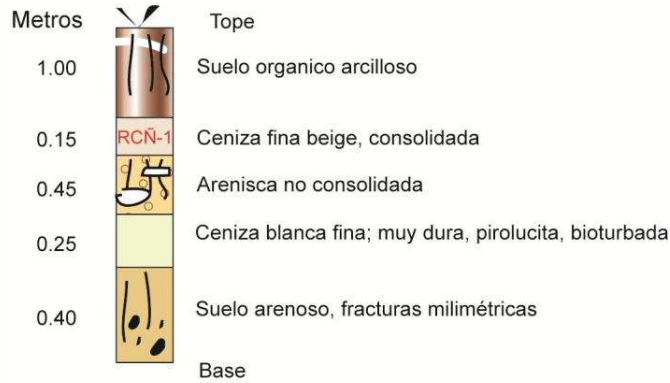 Metros Tope
1.00 Suelo organico arcilloso
0.15 RCÑ-1 Ceniza fina beige, consolidada
0.45 Arenisca no consolidada
0.25 Ceniza blanca fina; muy dura, pirolucita, bioturbada
0.40 Suelo arenoso, fracturas milimétricas
Base